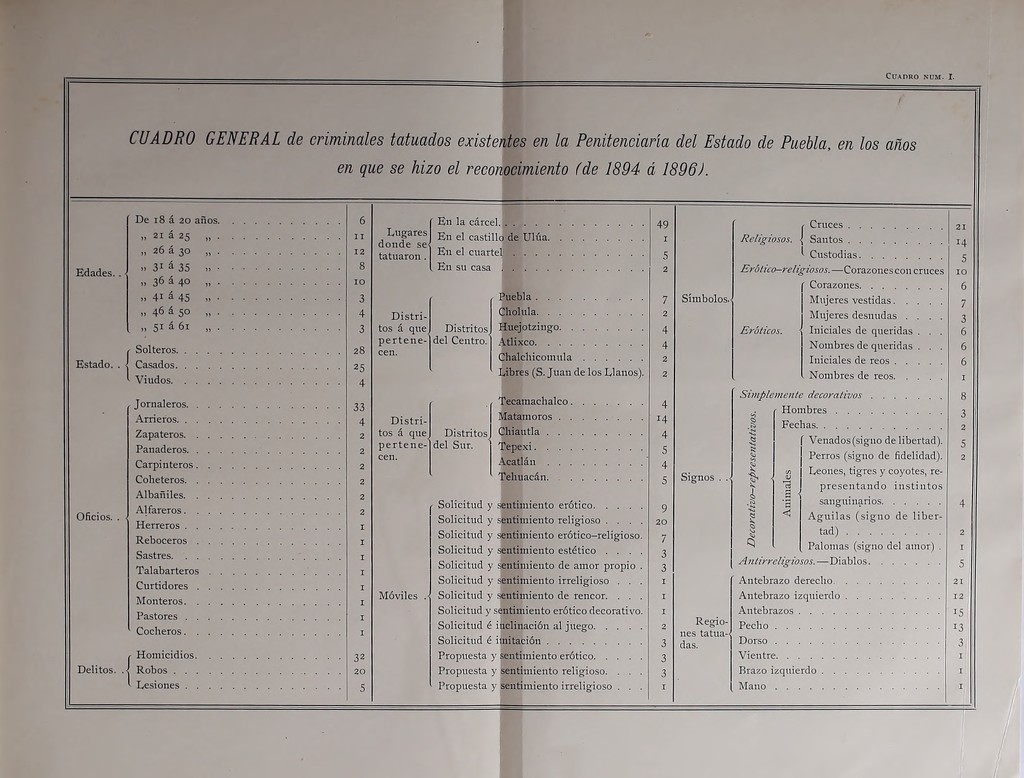 CUADRO NUM. I.
CUADRO GENERAL de criminales tatuados existentes en la Penitenciaría del Estado de Puebla, en los años
en que se hizo el reconocimiento (de 1894 á 1896).
Edades. .
De 18 á 20 años. 6
„ 21 á 25 „ 11
„ 26 á 30 „ 12
„ 31 á 35 „ 8
„ 36 á 40 „ 10
„ 41 á 45 „ 3
„ 46 á 50 „ 4
„ 51 á 61 „ 3
Estado. .
Solteros. 28
Casados. 25
Viudos. 4
Oficios. .
Jornaleros. 33
Arrieros. 4
Zapateros. 2
Panaderos. 2
Carpinteros. 2
Coheteros. 2
Albañiles. 2
Alfareros. 2
Herreros . 1
Reboceros . 1
Sastres. 1
Talabarteros . 1
Curtidores . 1
Monteros. 1
Pastores . 1
Cocheros. 1
Delitos. .
Homicidios. 32
Robos . 20
Lesiones . 5
Lugares
donde se
tatuaron .
En la cárcel. 49
En el castillo de Ulúa. 1
En el cuartel 5
En su casa . 2
Distri-
tos á que
pertene-
cen.
Distritos
del Centro.
Puebla . 7
Cholula. 2
Huejotzingo. 4
Atlixco. 4
Chalchicomula 2
Libres (S. Juan de los Llanos). 2
Distri-
tos á que
pertene-
cen.
Distritos
del Sur.
Tecamachalco. 4
Matamoros . 14
Chiautla . 4
Tepexi. 5
Acatlán . 4
Tehuacán. 5
Móviles .
Solicitud y sentimiento erótico. 9
Solicitud y sentimiento religioso . 20
Solicitud y sentimiento erótico-religioso. 7
Solicitud y sentimiento estético . 3
Solicitud y sentimiento de amor propio . 3
Solicitud y sentimiento irreligioso . 1
Solicitud y sentimiento de rencor. 1
Solicitud y sentimiento erótico decorativo. 1
Solicitud é inclinación al juego. 2
Solicitud é imitación . 3
Propuesta y sentimiento erótico. 3
Propuesta y sentimiento religioso. 3
Propuesta y sentimiento irreligioso . 1
Símbolos.
Religiosos.
Cruces . 21
Santos . 14
Custodias. 5
Erótico-religiosos.—Corazones con cruces 10
Eróticos.
Corazones. 6
Mujeres vestidas. 7
Mujeres desnudas . 3
Iniciales de queridas . 6
Nombres de queridas . 6
Iniciales de reos . 6
Nombres de reos. 1
Signos . .
Simplemente decorativos . 8
Decorativo-representativos.
Hombres . 3
Fechas. 2
Animales
Venados (signo de libertad). 5
Perros (signo de fidelidad). 2
Leones, tigres y coyotes, re-
presentando instintos
sanguinarios. 4
Aguilas (signo de liber-
tad) . 2
Palomas (signo del amor) . 1
Antirreligiosos.—Diablos. 5
Regio-
nes tatua-
das.
Antebrazo derecho. 21
Antebrazo izquierdo . 12
Antebrazos . 15
Pecho . 13
Dorso . 3
Vientre. 1
Brazo izquierdo . 1
Mano . 1